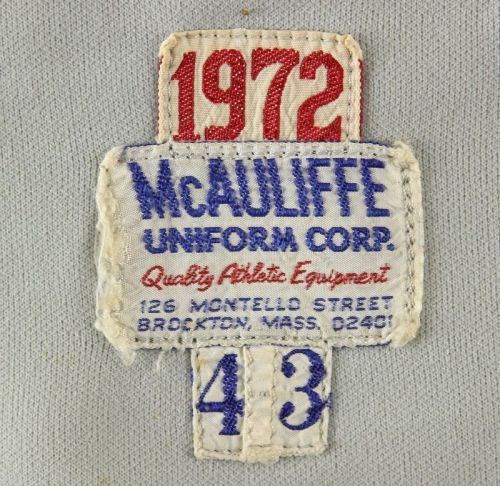 1972
McAULIFFE
UNIFORM CORP.
Quality Athletic Equipment
126 MONTELLO STREET
BROCKTON, MASS. 02401
43